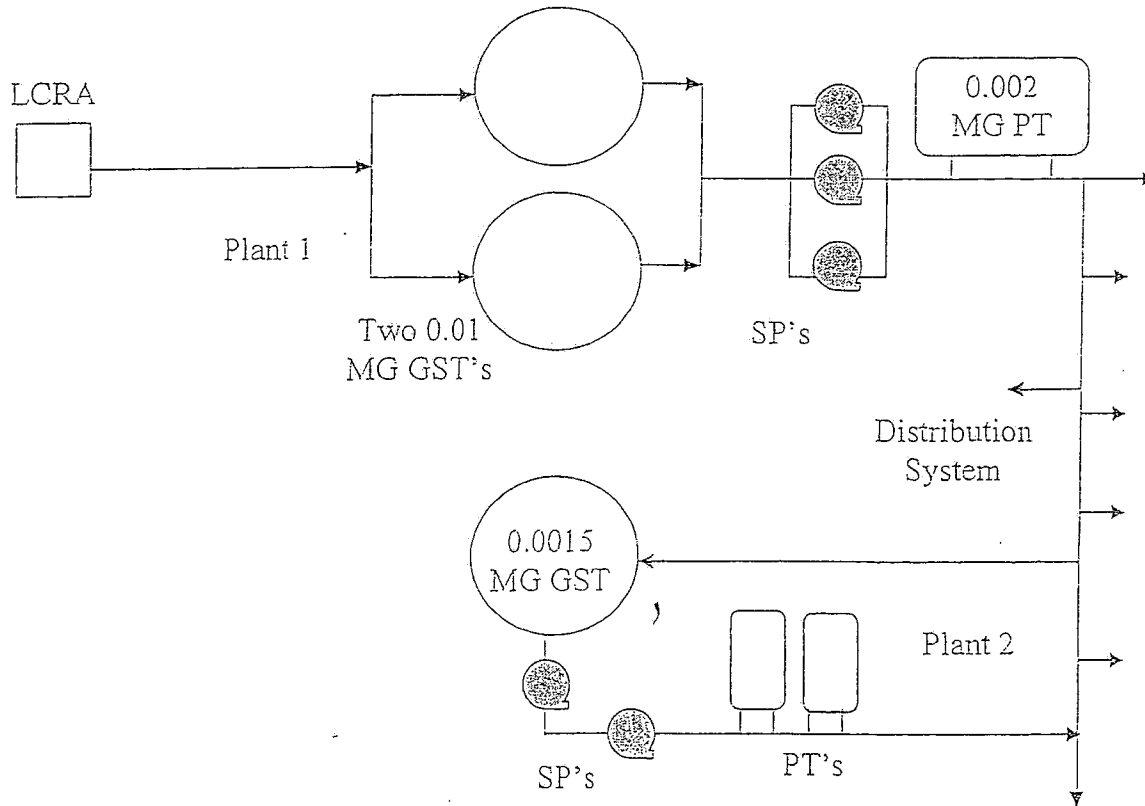 LCRA
0.002
MG PT
Plant 1
Two 0.01
MG GST's
SP's
Distribution
System
0.0015
MG GST
Plant 2
SP's
PT's